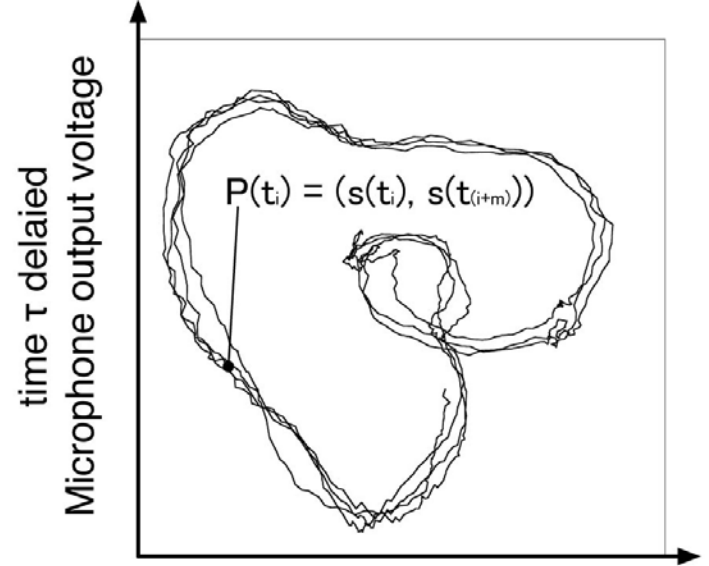 time τ delaied
Microphone output voltage
P(ti) = (s(ti), s(t(i+m)))